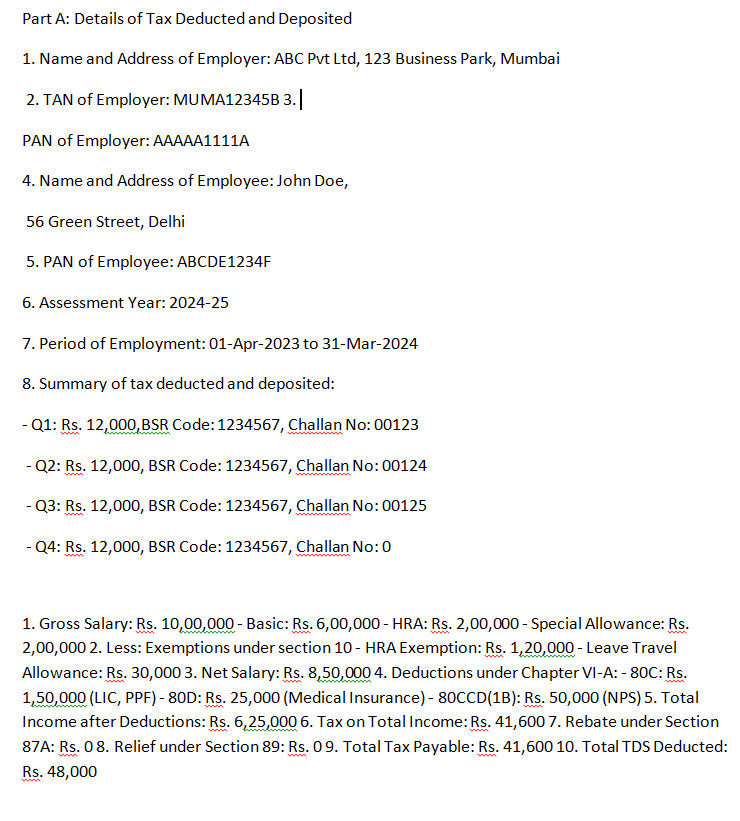 Part A: Details of Tax Deducted and Deposited
1. Name and Address of Employer: ABC Pvt Ltd, 123 Business Park, Mumbai
2. TAN of Employer: MUMA12345B 3.
PAN of Employer: AAAAA1111A
4. Name and Address of Employee: John Doe,
56 Green Street, Delhi
5. PAN of Employee: ABCDE1234F
6. Assessment Year: 2024-25
7. Period of Employment: 01-Apr-2023 to 31-Mar-2024
8. Summary of tax deducted and deposited:
- Q1: Rs. 12,000,BSR Code: 1234567, Challan No: 00123
- Q2: Rs. 12,000, BSR Code: 1234567, Challan No: 00124
- Q3: Rs. 12,000, BSR Code: 1234567, Challan No: 00125
- Q4: Rs. 12,000, BSR Code: 1234567, Challan No: 0
1. Gross Salary: Rs. 10,00,000 - Basic: Rs. 6,00,000 - HRA: Rs. 2,00,000 - Special Allowance: Rs.
2,00,000 2. Less: Exemptions under section 10 - HRA Exemption: Rs. 1,20,000 - Leave Travel
Allowance: Rs. 30,000 3. Net Salary: Rs. 8,50,000 4. Deductions under Chapter VI-A: - 80C: Rs.
1,50,000 (LIC, PPF) - 80D: Rs. 25,000 (Medical Insurance) - 80CCD(1B): Rs. 50,000 (NPS) 5. Total
Income after Deductions: Rs. 6,25,000 6. Tax on Total Income: Rs. 41,600 7. Rebate under Section
87A: Rs. 0 8. Relief under Section 89: Rs. 0 9. Total Tax Payable: Rs. 41,600 10. Total TDS Deducted:
Rs. 48,000